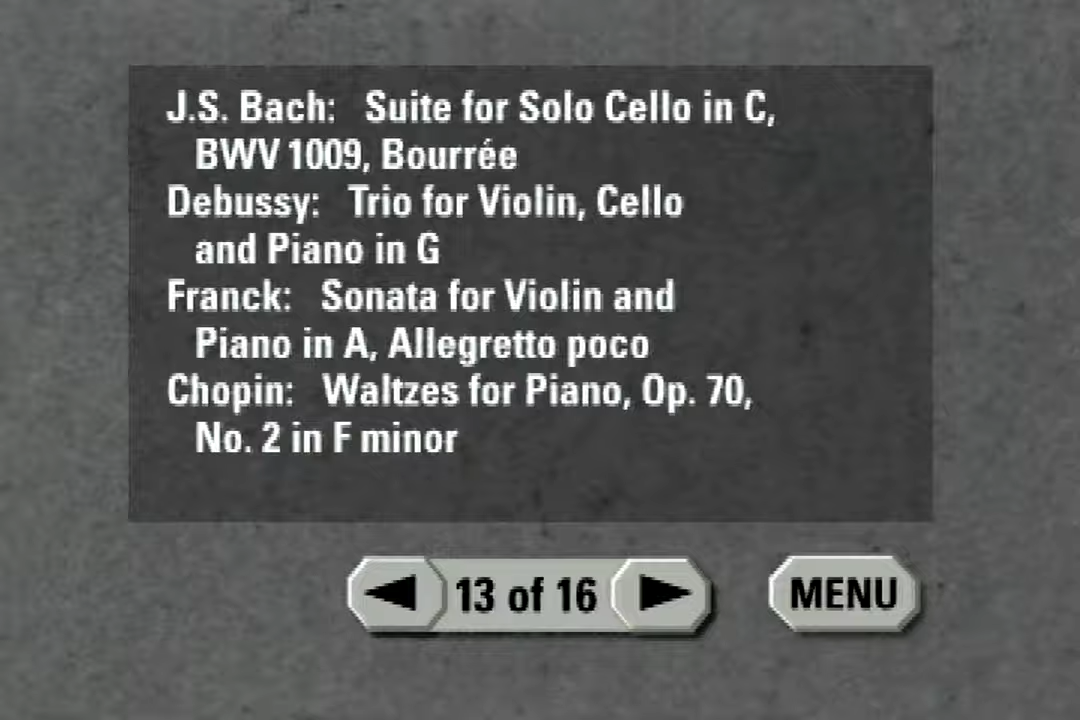 J.S. Bach: Suite for Solo Cello in C,
BWV 1009, Bourrée
Debussy: Trio for Violin, Cello
and Piano in G
Franck: Sonata for Violin and
Piano in A, Allegretto poco
Chopin: Waltzes for Piano, Op. 70,
No. 2 in F minor
13 of 16
MENU